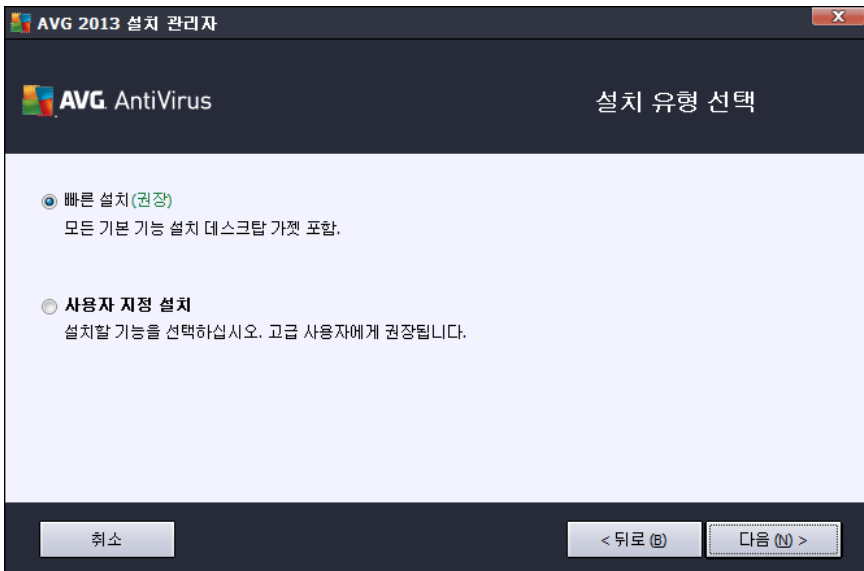 AVG 2013 설치 관리자
X
AVG. AntiVirus
설치 유형 선택
빠른 설치(권장)
모든 기본 기능 설치 데스크탑 가젯 포함.
사용자 지정 설치
설치할 기능을 선택하십시오. 고급 사용자에게 권장됩니다.
취소
< 뒤로 (B)
다음 (N) >